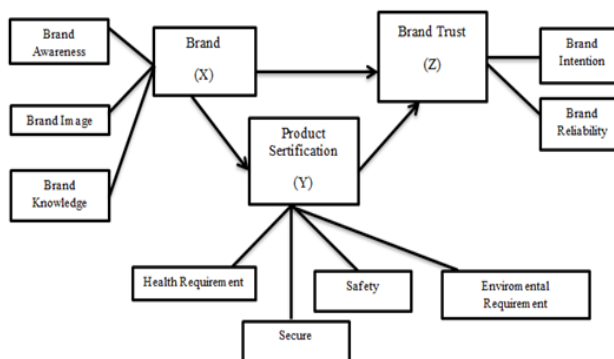 Brand
Awareness
Brand
(X)
Brand Trust
(Z)
Brand
Intention
Brand Image
Brand
Reliability
Product
Sertification
(Y)
Brand
Knowledge
Health Requirement
Safety
Enviromental
Requirement
Secure